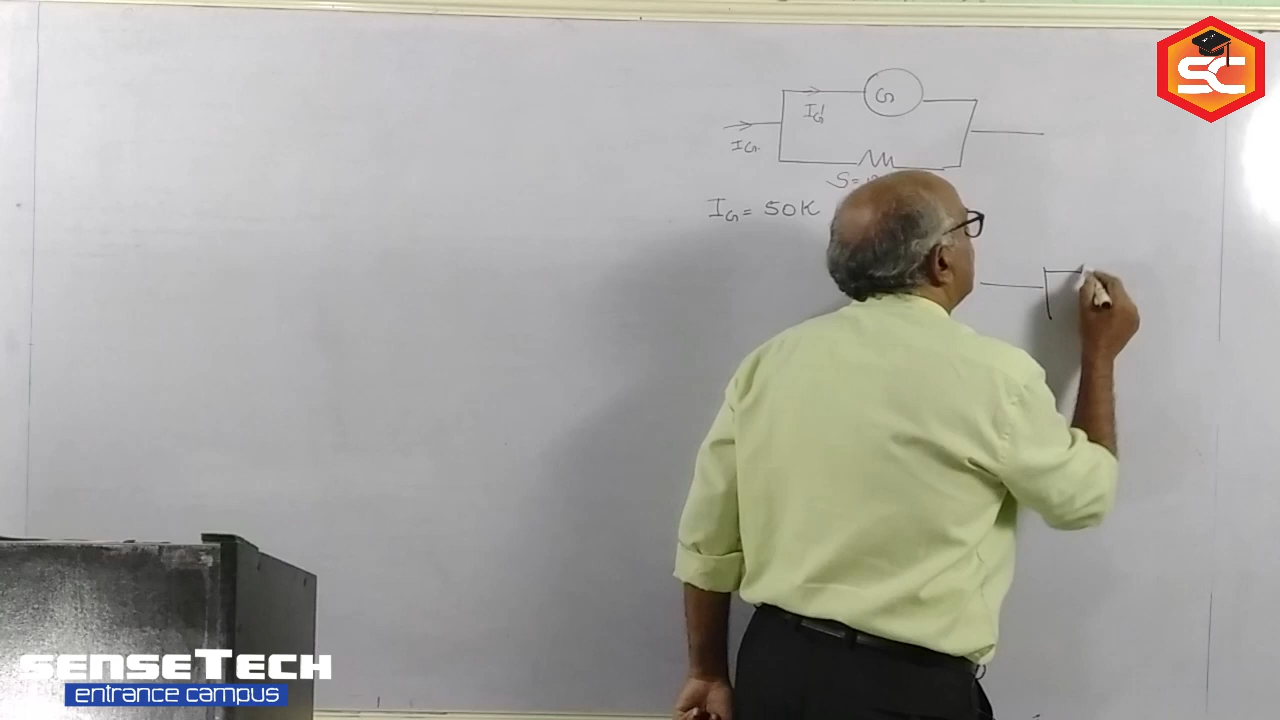 SC
G
IG'
IG
S=
IG = 50K
SENSETECH
entrance campus